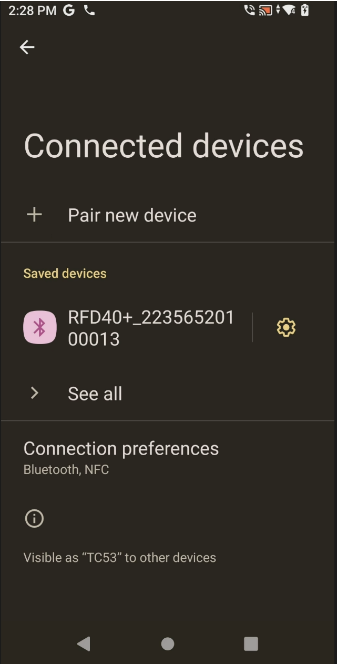 2:28 PM G
Connected devices
Pair new device
Saved devices
RFD40+_223565201
00013
See all
Connection preferences
Bluetooth, NFC
Visible as "TC53" to other devices